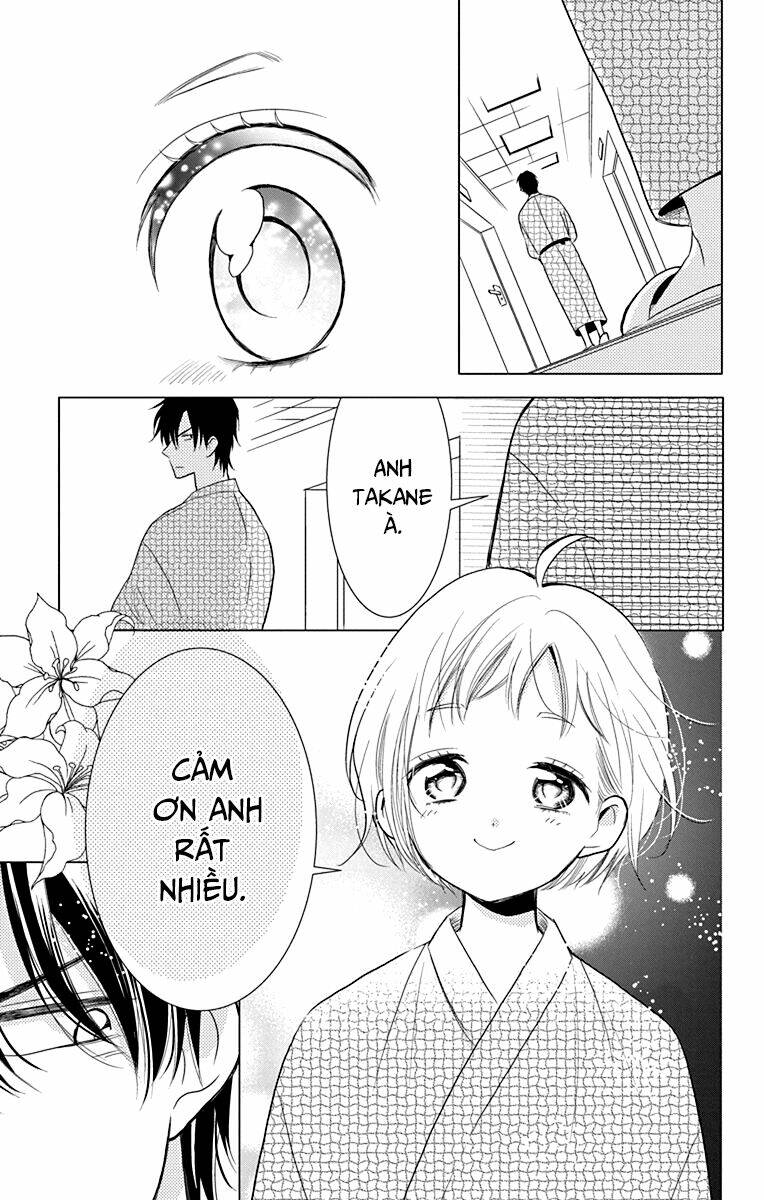 ANH
TAKANE
À.
CẢM
ƠN ANH
RẤT
NHIỀU.